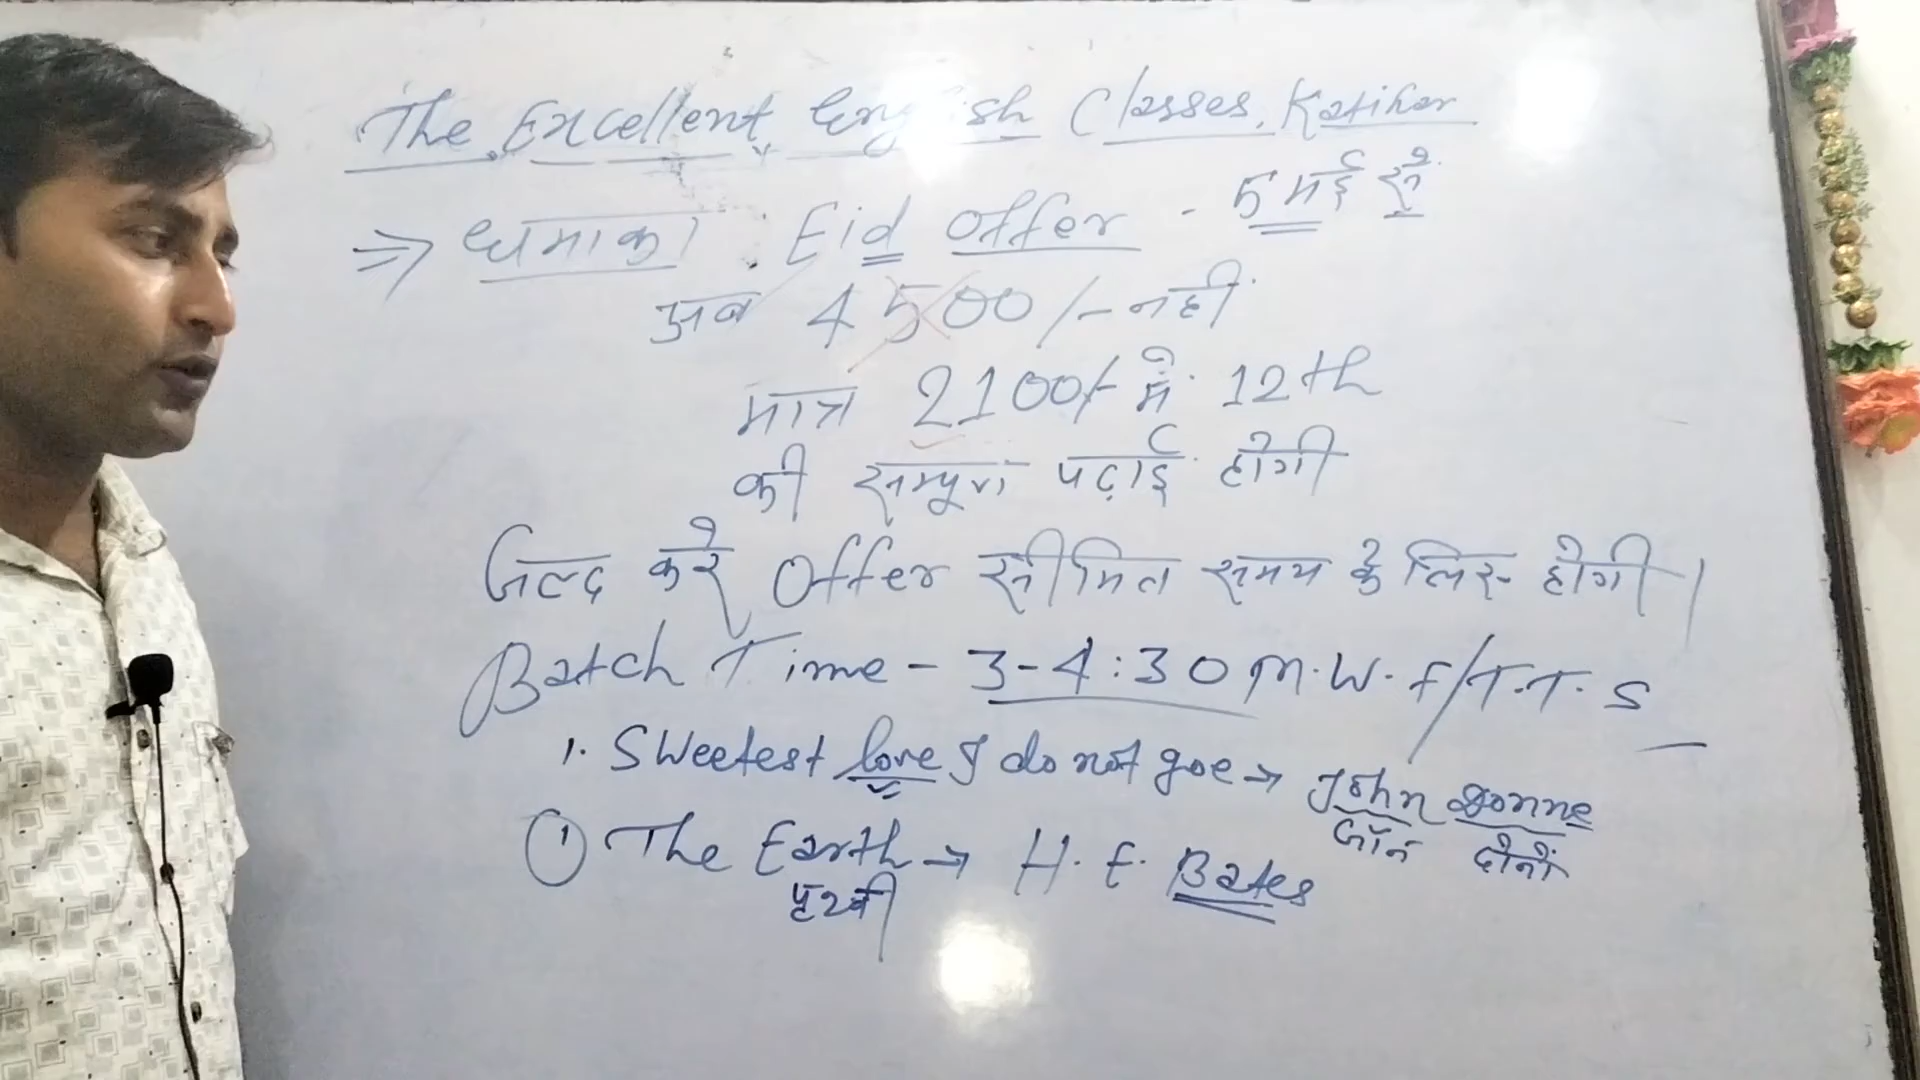 The Excellent English Classes, Katihar
⇒ धमाका : Eid Offer - 5 मई से
अब 4500/- नहीं
मात्र 2100/- में 12th
की सम्पूर्ण पढ़ाई होगी
जल्द करे Offer सीमित समय के लिए होगी।
Batch Time - 3-4:30 M.W.F/T.T.S
1. Sweetest love I do not goe → John Donne
जॉन दोनों
① The Earth → H.E. Bates
पृथ्वी